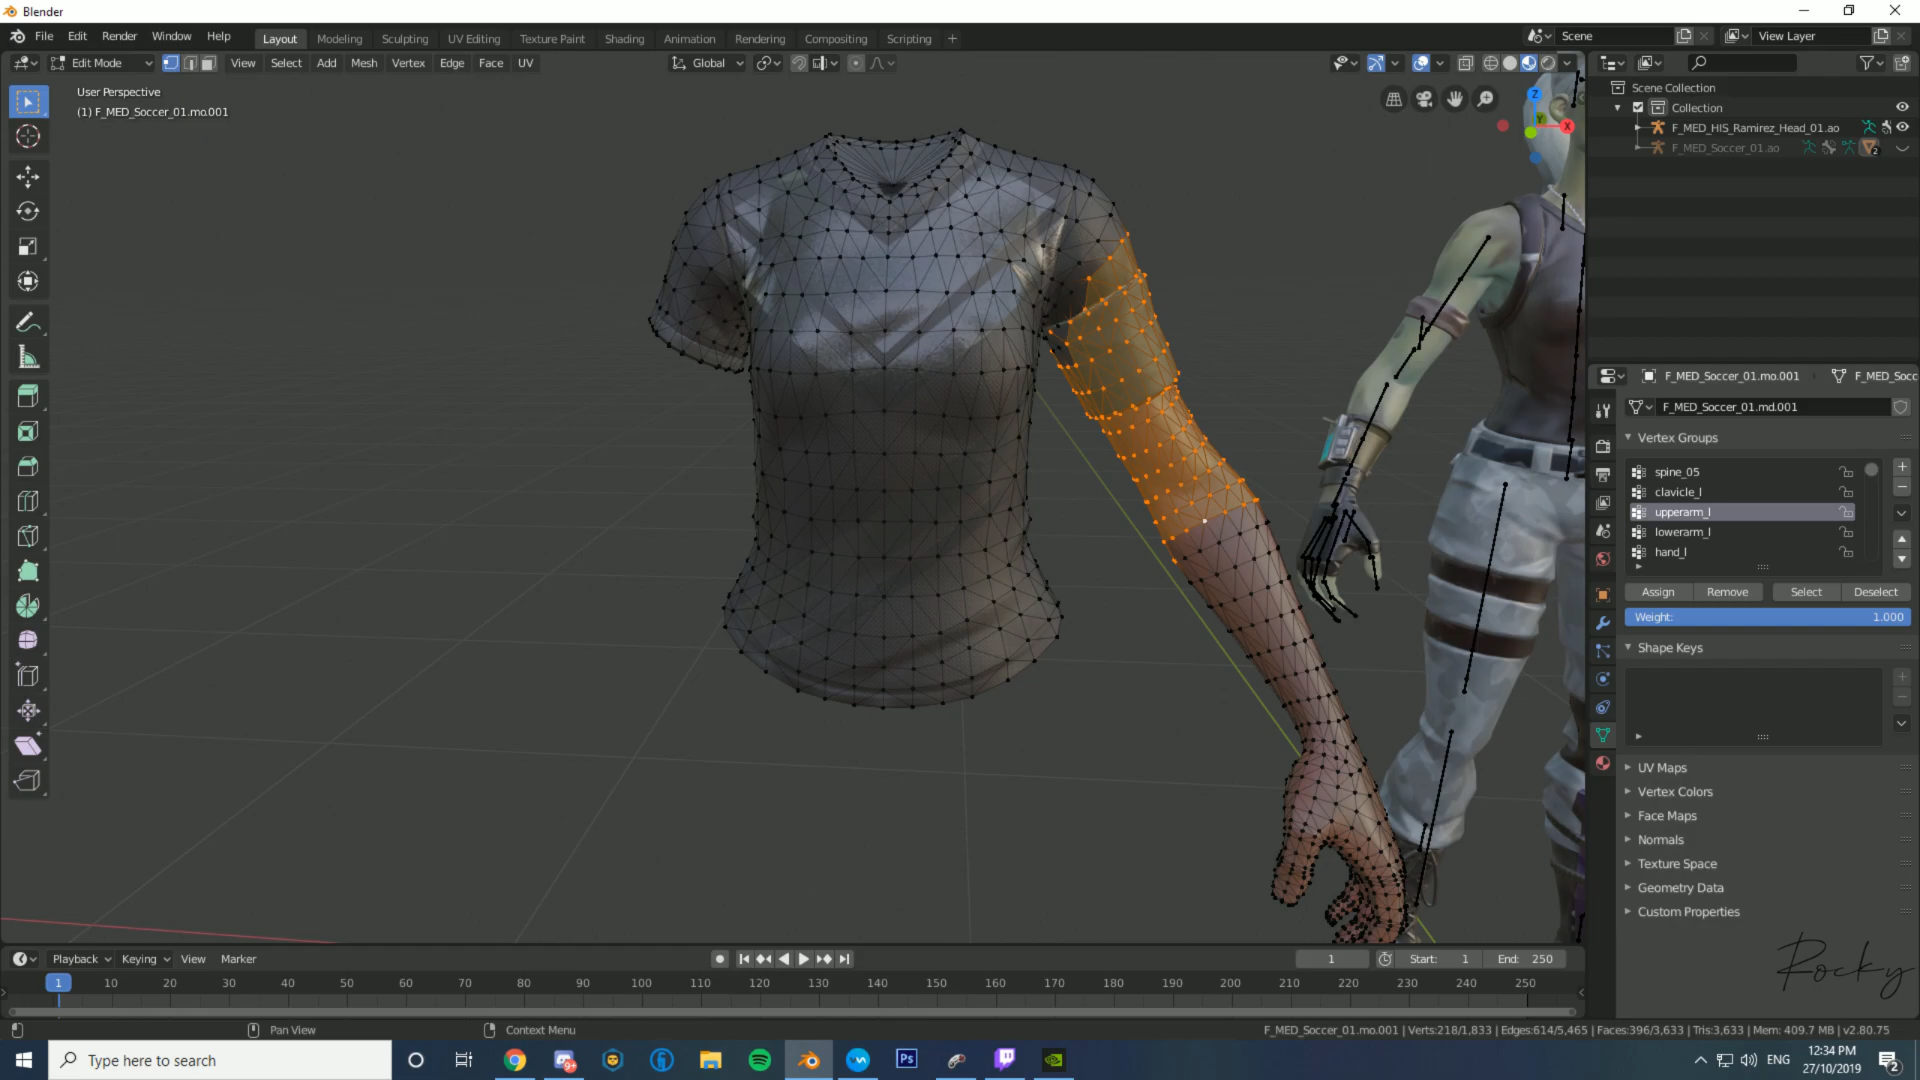 Blender
File Edit Render Window Help
Layout Modeling Sculpting UV Editing Texture Paint Shading Animation Rendering Compositing Scripting +
Scene
View Layer
Edit Mode View Select Add Mesh Vertex Edge Face UV
Global
User Perspective
(1) F_MED_Soccer_01.mo.001
Z
Y
X
Scene Collection
Collection
F_MED_HIS_Ramirez_Head_01.ao
F_MED_Soccer_01.ao
2
F_MED_Soccer_01.mo.001 F_MED_Socc
F_MED_Soccer_01.md.001
Vertex Groups
spine_05
clavicle_l
upperarm_l
lowerarm_l
hand_l
Assign Remove Select Deselect
Weight: 1.000
Shape Keys
UV Maps
Vertex Colors
Face Maps
Normals
Texture Space
Geometry Data
Custom Properties
Rocky
Playback Keying View Marker
1 Start: 1 End: 250
1 10 20 30 40 50 60 70 80 90 100 110 120 130 140 150 160 170 180 190 200 210 220 230 240 250
Pan View Context Menu
F_MED_Soccer_01.mo.001 | Verts:218/1,833 | Edges:614/5,465 | Faces:396/3,633 | Tris:3,633 | Mem: 409.7 MB | v2.80.75
Type here to search
Ps
ENG
12:34 PM
27/10/2019
2